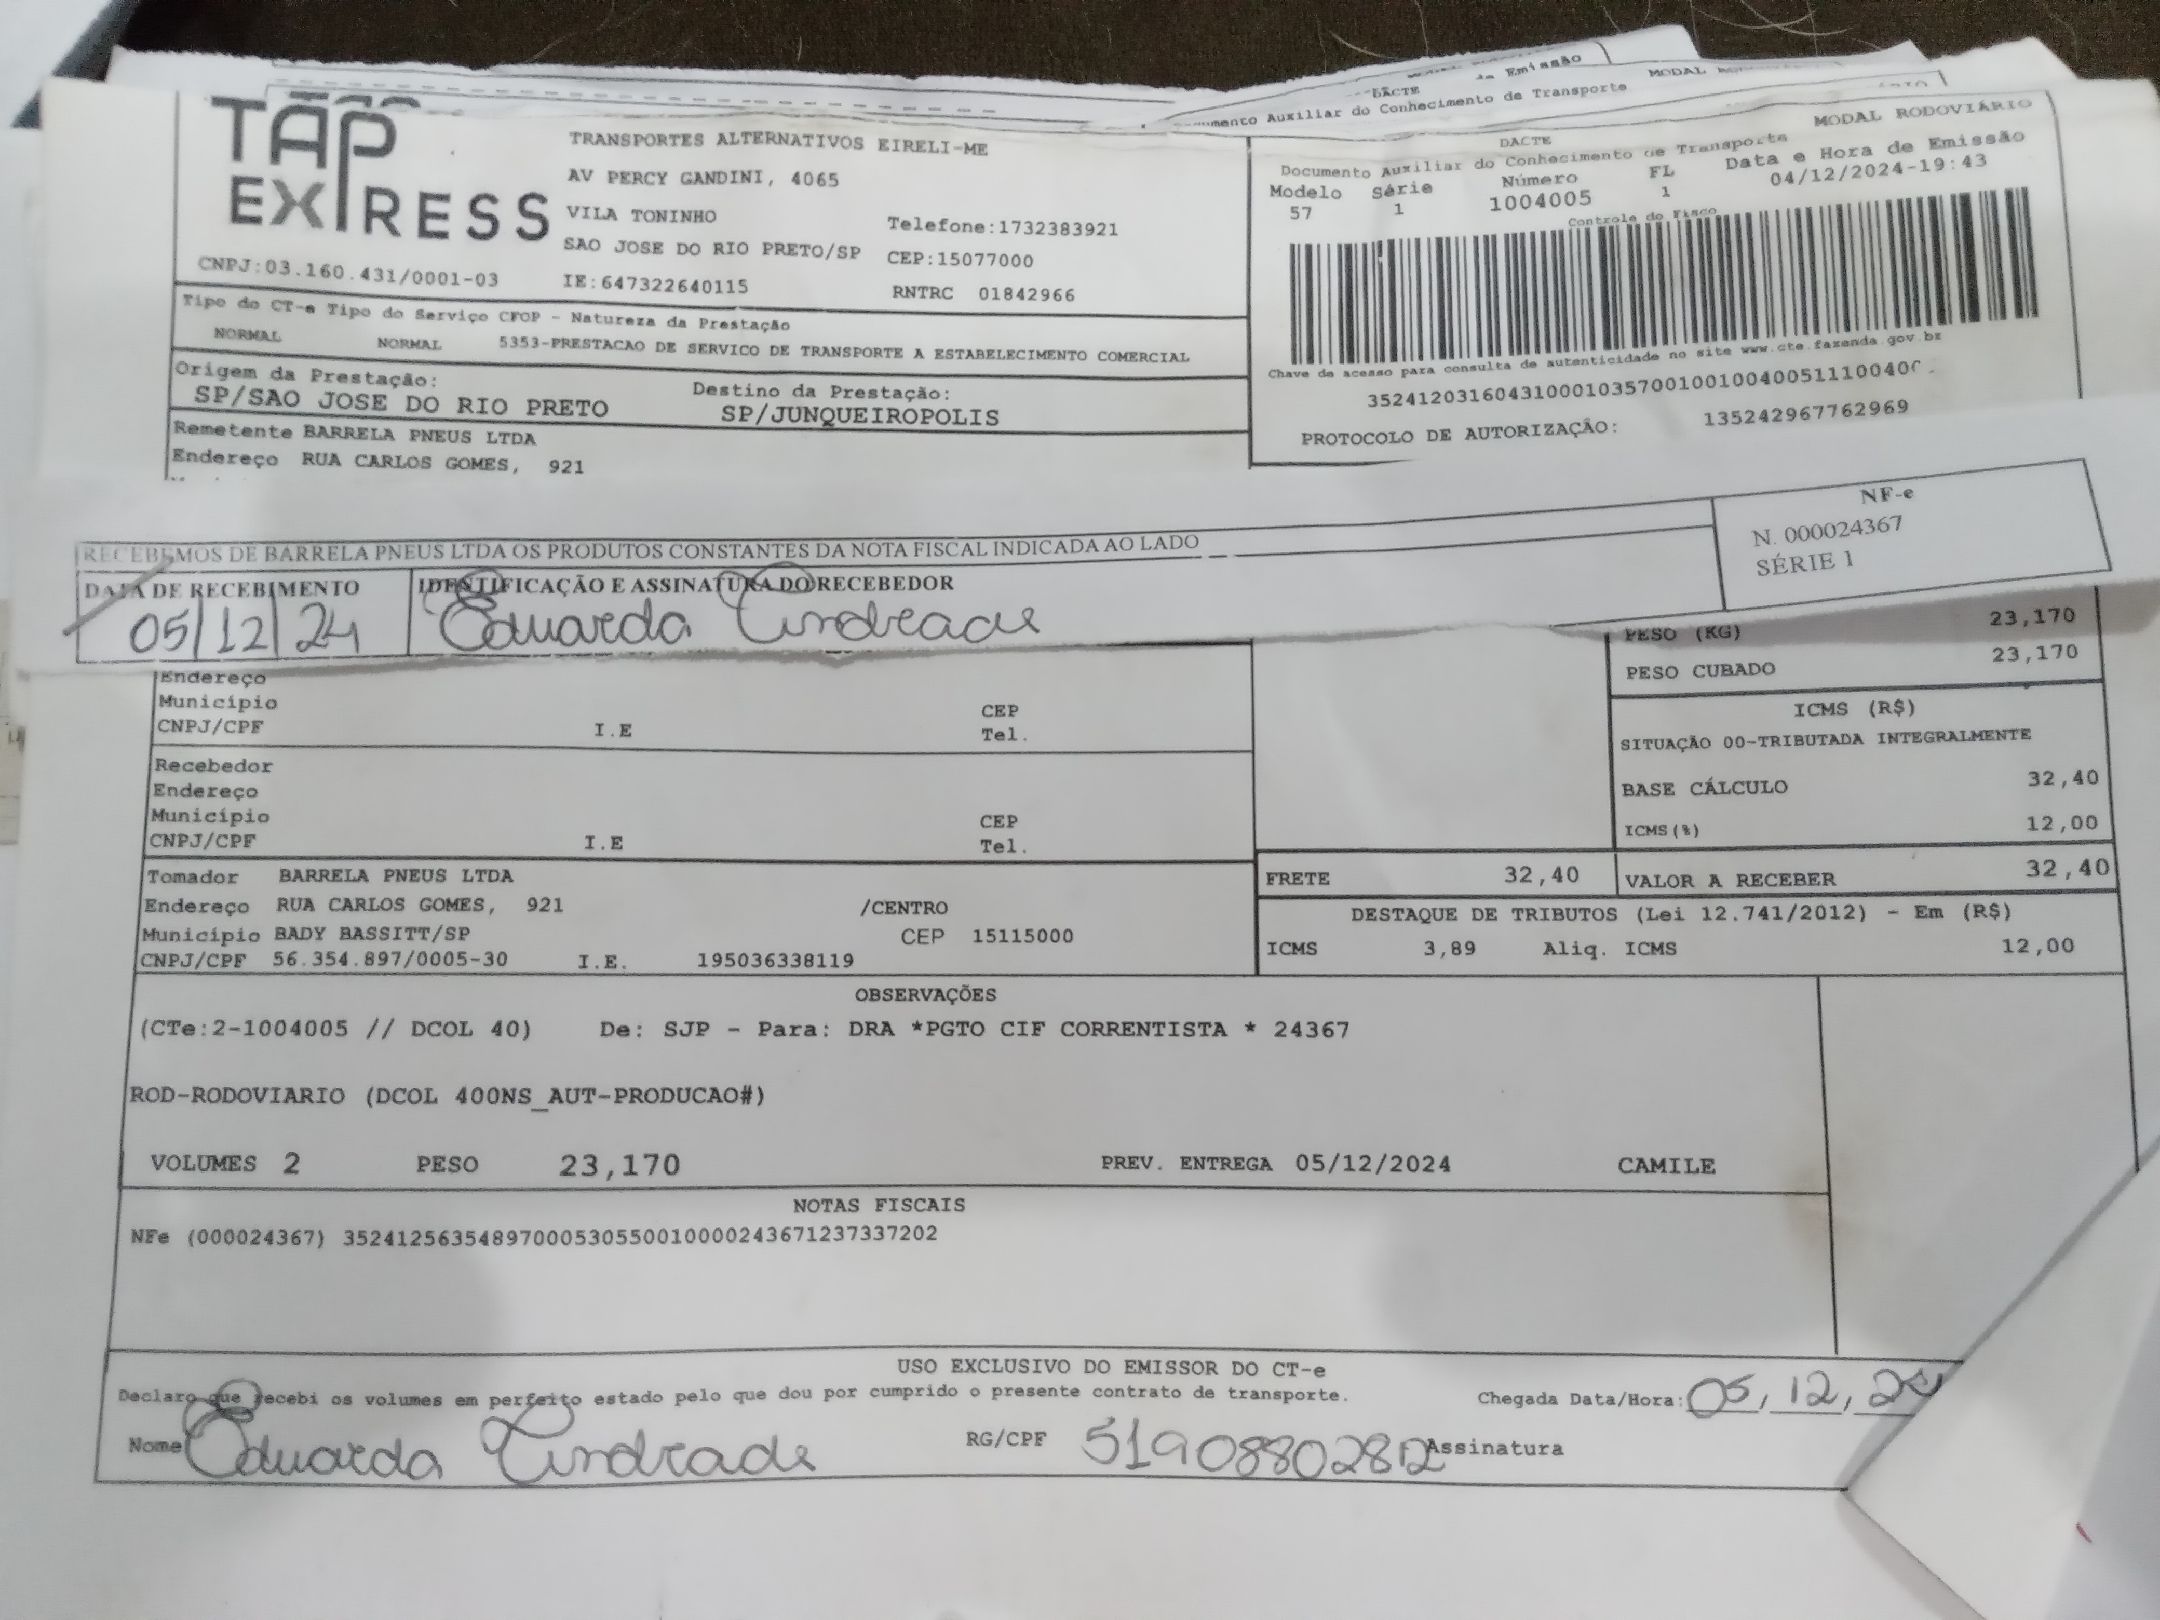 da Emissão
DACTE
MODAL
Documento Auxiliar do Conhecimento de Transporte
TAP
EXPRESS
TRANSPORTES ALTERNATIVOS EIRELI-ME
AV PERCY GANDINI, 4065
VILA TONINHO
Telefone:1732383921
SAO JOSE DO RIO PRETO/SP CEP:15077000
CNPJ:03.160.431/0001-03 IE:647322640115 RNTRC 01842966
DACTE MODAL RODOVIÁRIO
Documento Auxiliar do Conhecimento de Transporte Data e Hora de Emissão
Modelo Série Número FL 04/12/2024-19:43
57 1 1004005 1
Controle do Fisco
Chave de acesso para consulta de autenticidade no site www.cte.fazenda.gov.br
PROTOCOLO DE AUTORIZAÇÃO: 135242967762969
Tipo do CT-e Tipo do Serviço CFOP - Natureza da Prestação
NORMAL NORMAL 5353-PRESTACAO DE SERVICO DE TRANSPORTE A ESTABELECIMENTO COMERCIAL
Origem da Prestação: Destino da Prestação:
SP/SAO JOSE DO RIO PRETO SP/JUNQUEIROPOLIS
Remetente BARRELA PNEUS LTDA
Endereço RUA CARLOS GOMES, 921
RECEBEMOS DE BARRELA PNEUS LTDA OS PRODUTOS CONSTANTES DA NOTA FISCAL INDICADA AO LADO
NF-e
N. 000024367
SÉRIE 1
DATA DE RECEBIMENTO IDENTIFICAÇÃO E ASSINATURA DO RECEBEDOR
05/12/24 Eduarda Andrade
PESO (KG) 23,170
PESO CUBADO 23,170
Endereço
Município CEP
CNPJ/CPF I.E Tel.
ICMS (R$)
SITUAÇÃO 00-TRIBUTADA INTEGRALMENTE
BASE CÁLCULO 32,40
ICMS(%) 12,00
Recebedor
Endereço
Município CEP
CNPJ/CPF I.E Tel.
FRETE 32,40 VALOR A RECEBER 32,40
DESTAQUE DE TRIBUTOS (Lei 12.741/2012) - Em (R$)
ICMS 3,89 Aliq. ICMS 12,00
Tomador BARRELA PNEUS LTDA
Endereço RUA CARLOS GOMES, 921 /CENTRO
Município BADY BASSITT/SP CEP 15115000
CNPJ/CPF 56.354.897/0005-30 I.E. 195036338119
OBSERVAÇÕES
(CTe:2-1004005 // DCOL 40) De: SJP - Para: DRA *PGTO CIF CORRENTISTA * 24367
ROD-RODOVIARIO (DCOL 400NS_AUT-PRODUCAO#)
VOLUMES 2 PESO 23,170 PREV. ENTREGA 05/12/2024 CAMILE
NOTAS FISCAIS
NFe (000024367) 35241256354897000530550010000243671237337202
USO EXCLUSIVO DO EMISSOR DO CT-e
Declaro que recebi os volumes em perfeito estado pelo que dou por cumprido o presente contrato de transporte. Chegada Data/Hora: 05, 12, 24
Nome Eduarda Andrade RG/CPF Assinatura